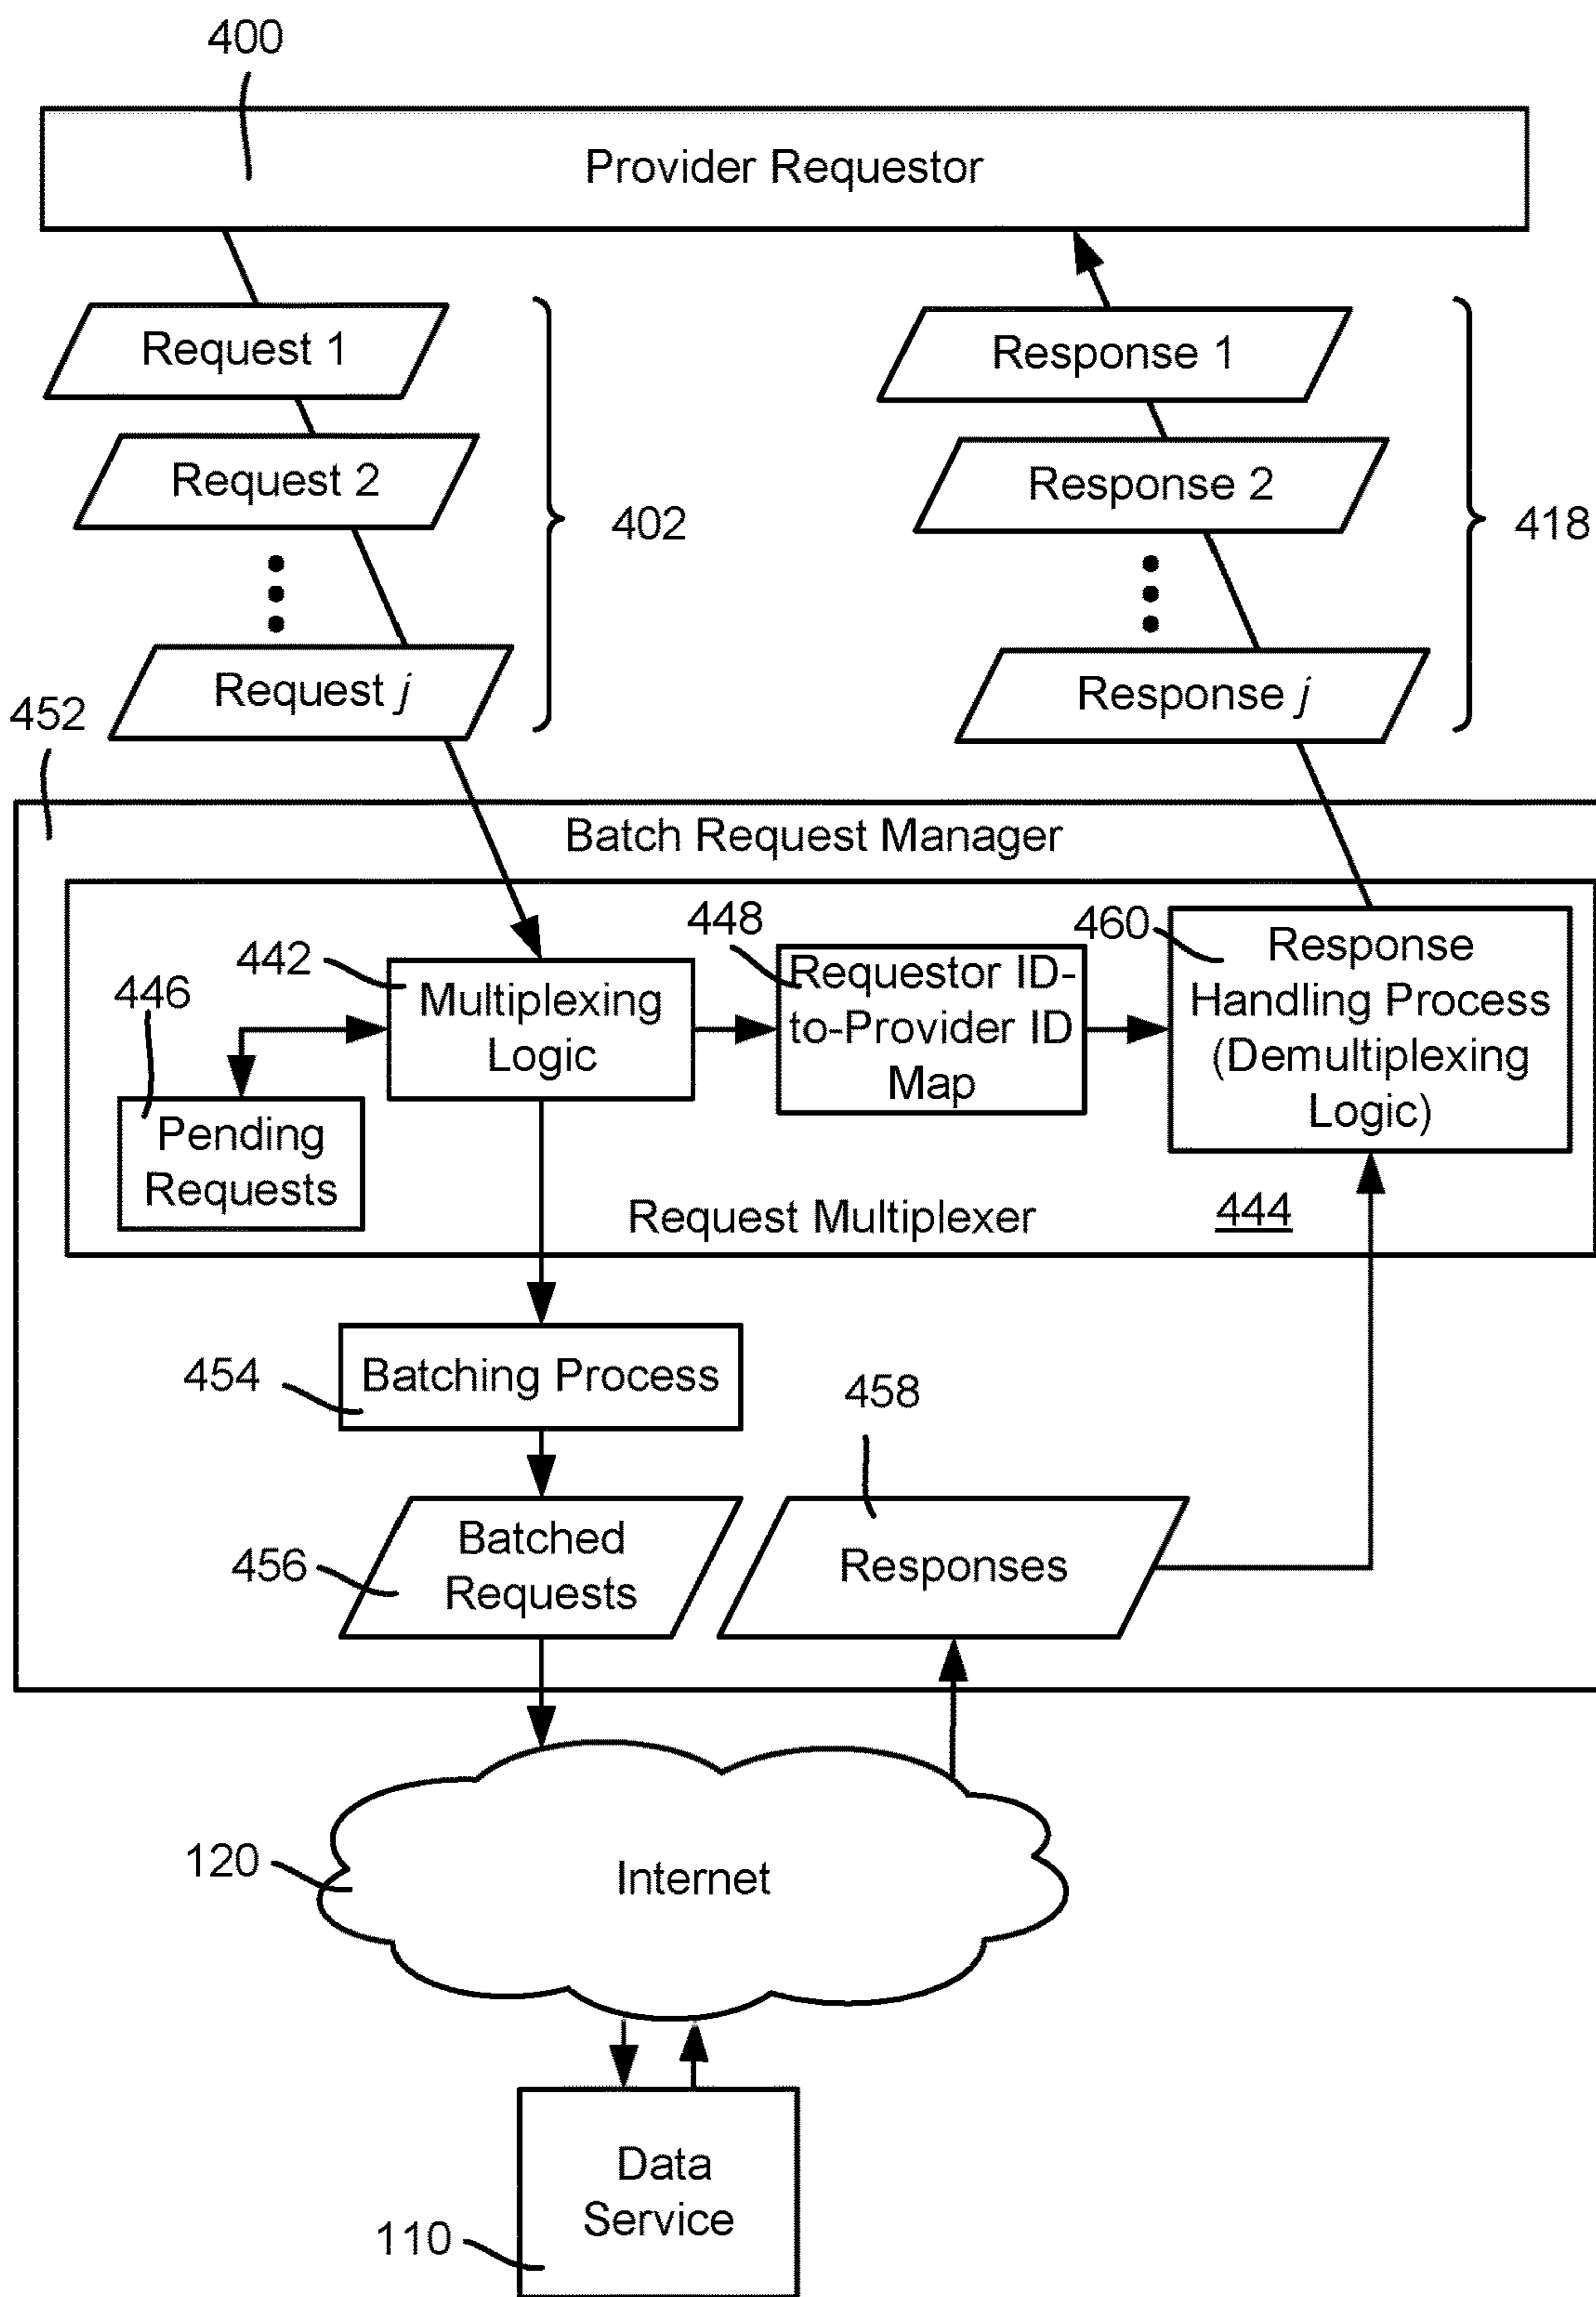 400
Provider Requestor
Request 1
Response 1
Request 2
Response 2
402
418
Request j
Response j
452
Batch Request Manager
442
448
460
446
Multiplexing
Logic
Requestor ID-
to-Provider ID
Map
Response
Handling Process
(Demultiplexing
Logic)
Pending
Requests
Request Multiplexer
444
454
Batching Process
458
456
Batched
Requests
Responses
120
Internet
Data
Service
110